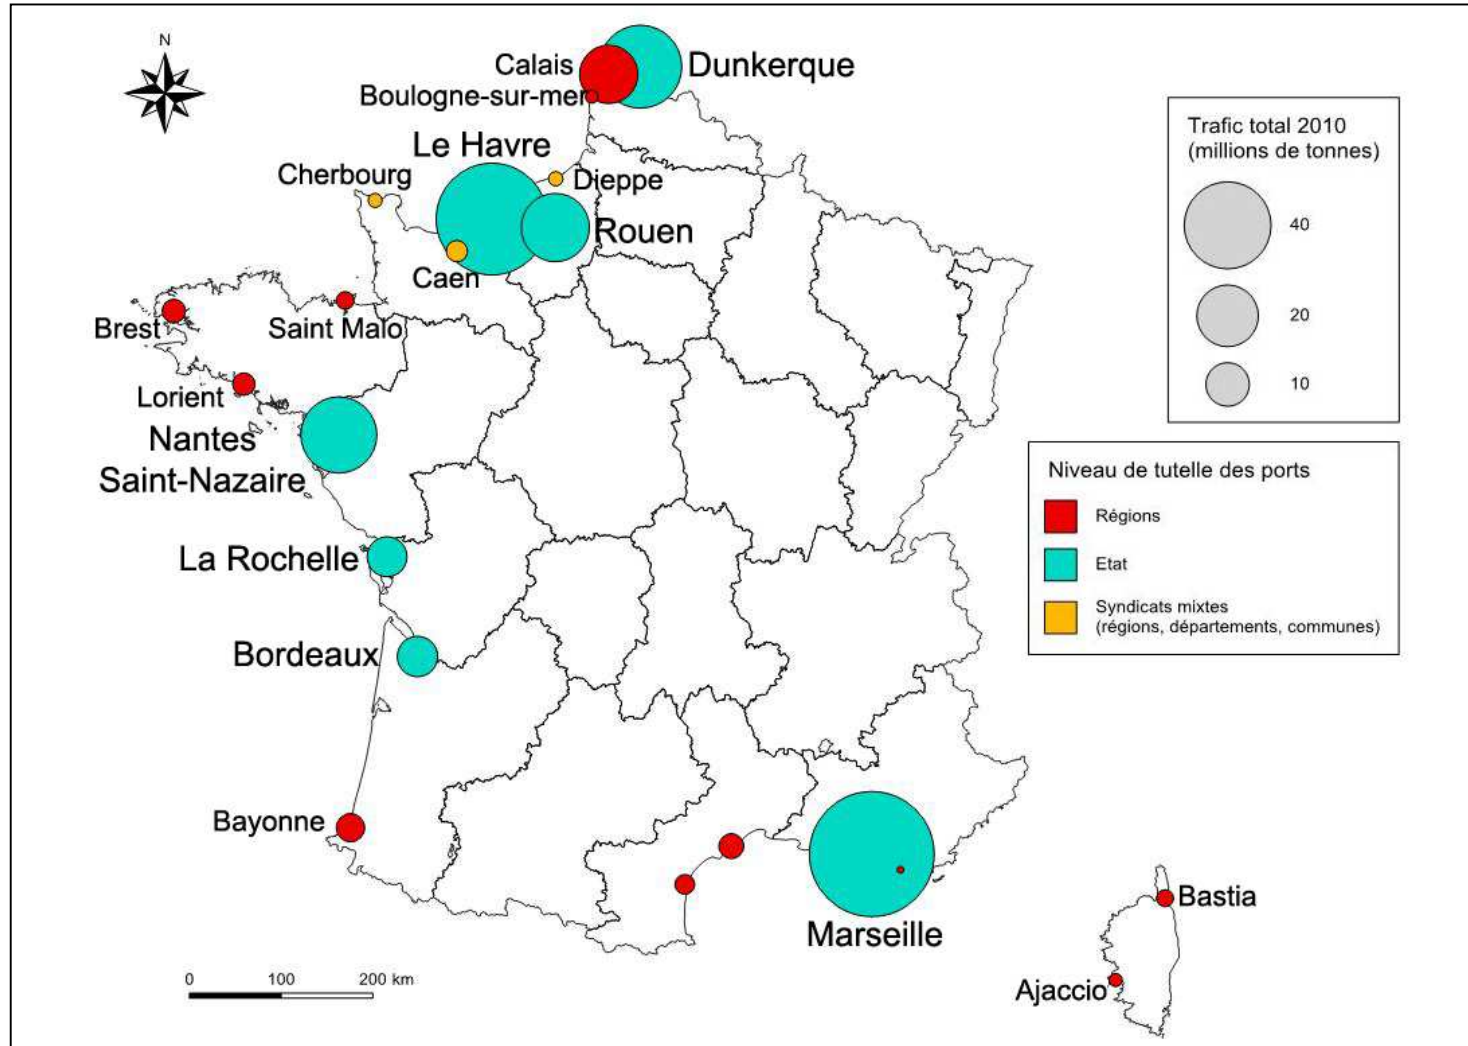 N
Calais
Dunkerque
Boulogne-sur-mer
Le Havre
Cherbourg
Dieppe
Rouen
Caen
Brest
Saint Malo
Lorient
Nantes
Saint-Nazaire
La Rochelle
Bordeaux
Bayonne
Marseille
Bastia
Ajaccio
0 100 200 km
Trafic total 2010
(millions de tonnes)
40
20
10
Niveau de tutelle des ports
Régions
Etat
Syndicats mixtes
(régions, départements, communes)